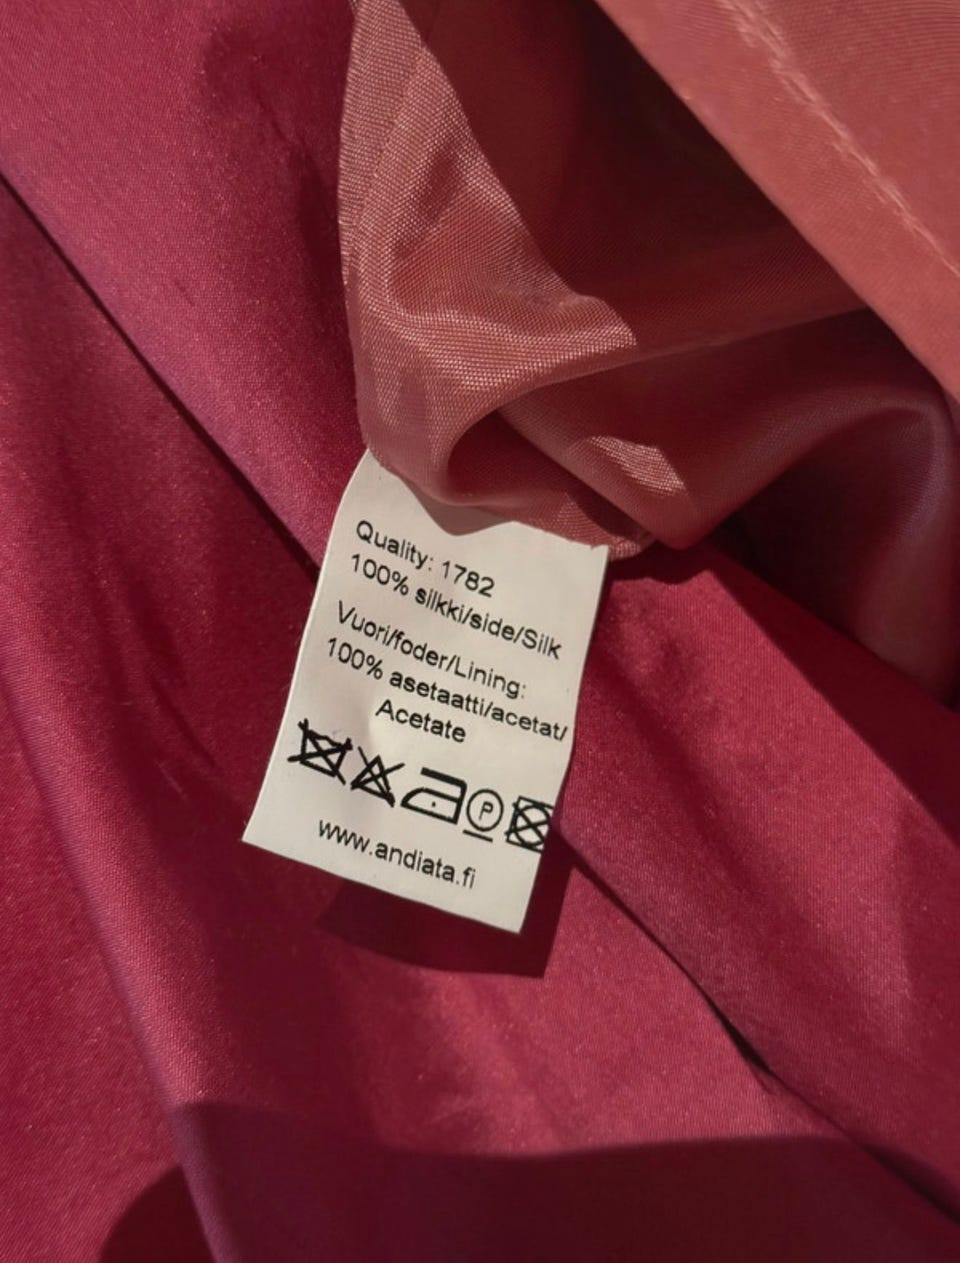 Quality: 1782
100% silkki/side/Silk
Vuori/foder/Lining:
100% asetaatti/acetat/
Acetate
P
www.andiata.fi